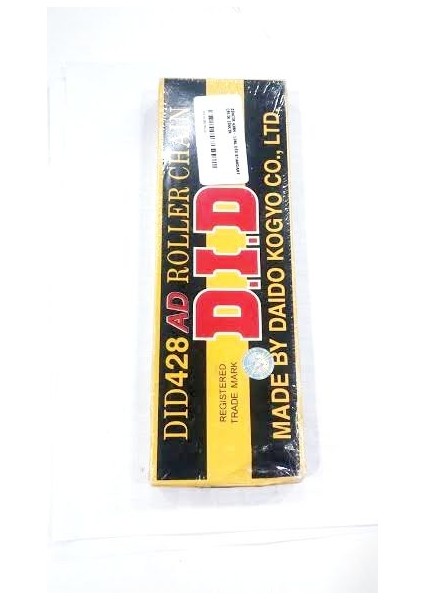 DID428 AD ROLLER CHAIN
D.I.D
REGISTERED
TRADE MARK
MADE BY DAIDO KOGYO CO., LTD